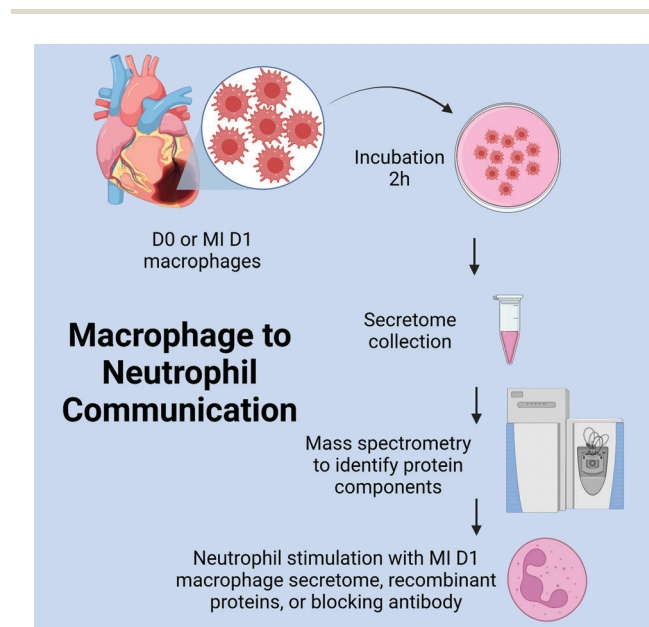 Incubation
2h
D0 or MI D1
macrophages
Secretome
collection
Macrophage to
Neutrophil
Communication
Mass spectrometry
to identify protein
components
Neutrophil stimulation with MI D1
macrophage secretome, recombinant
proteins, or blocking antibody